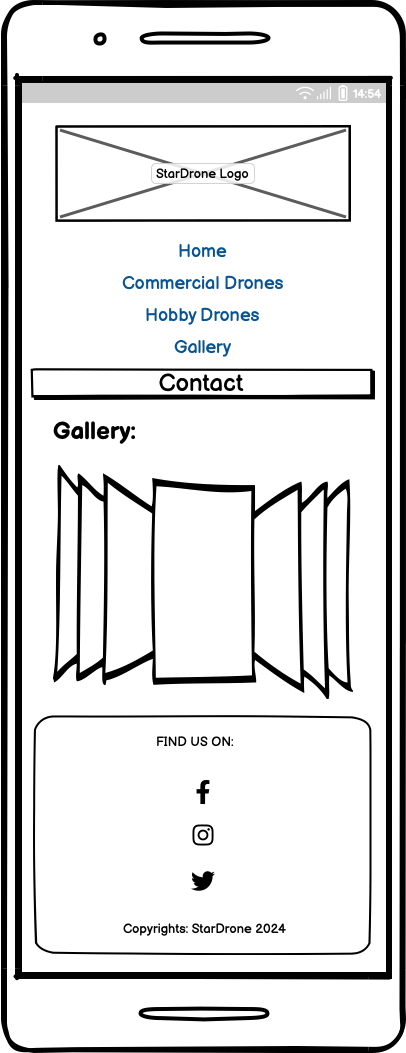 14:54
StarDrone Logo
Home
Commercial Drones
Hobby Drones
Gallery
Contact
Gallery:
FIND US ON:
Copyrights: StarDrone 2024